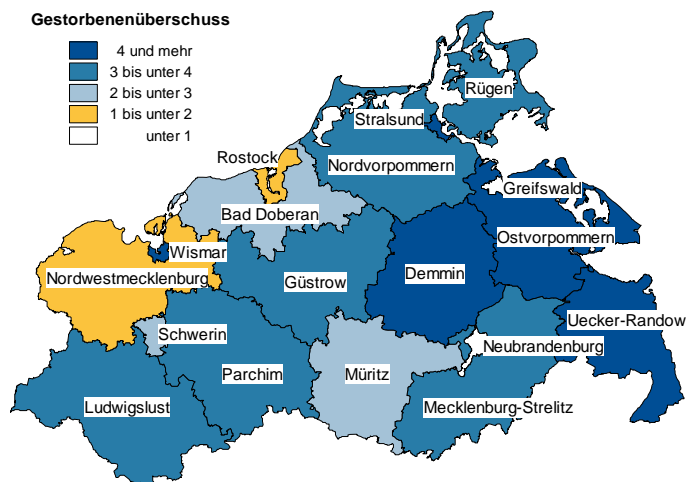 Gestorbenenüberschuss
4 und mehr
3 bis unter 4
2 bis unter 3
1 bis unter 2
unter 1
Rügen
Stralsund
Rostock
Nordvorpommern
Greifswald
Bad Doberan
Ostvorpommern
Wismar
Nordwestmecklenburg
Güstrow
Demmin
Uecker-Randow
Schwerin
Neubrandenburg
Parchim
Müritz
Ludwigslust
Mecklenburg-Strelitz